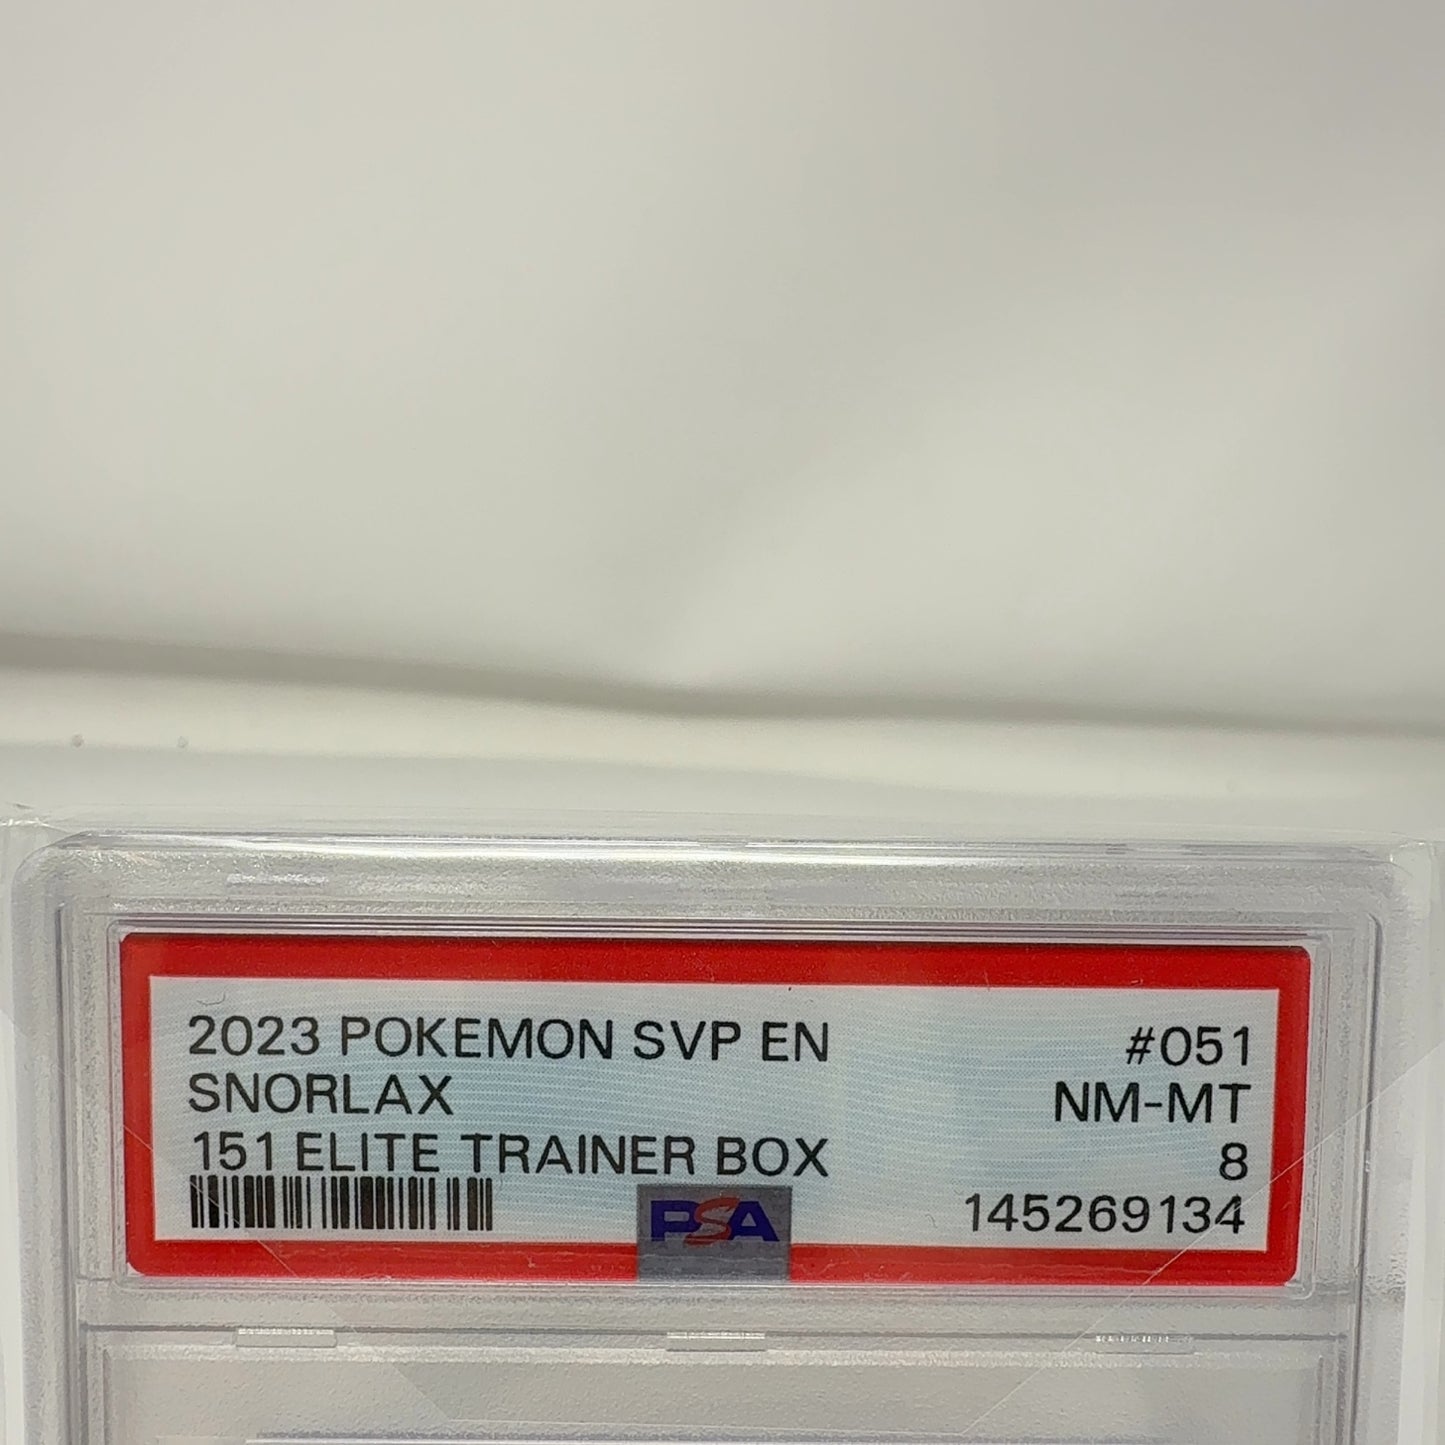 2023 POKEMON SVP EN #051
SNORLAX NM-MT
151 ELITE TRAINER BOX 8
PSA 145269134